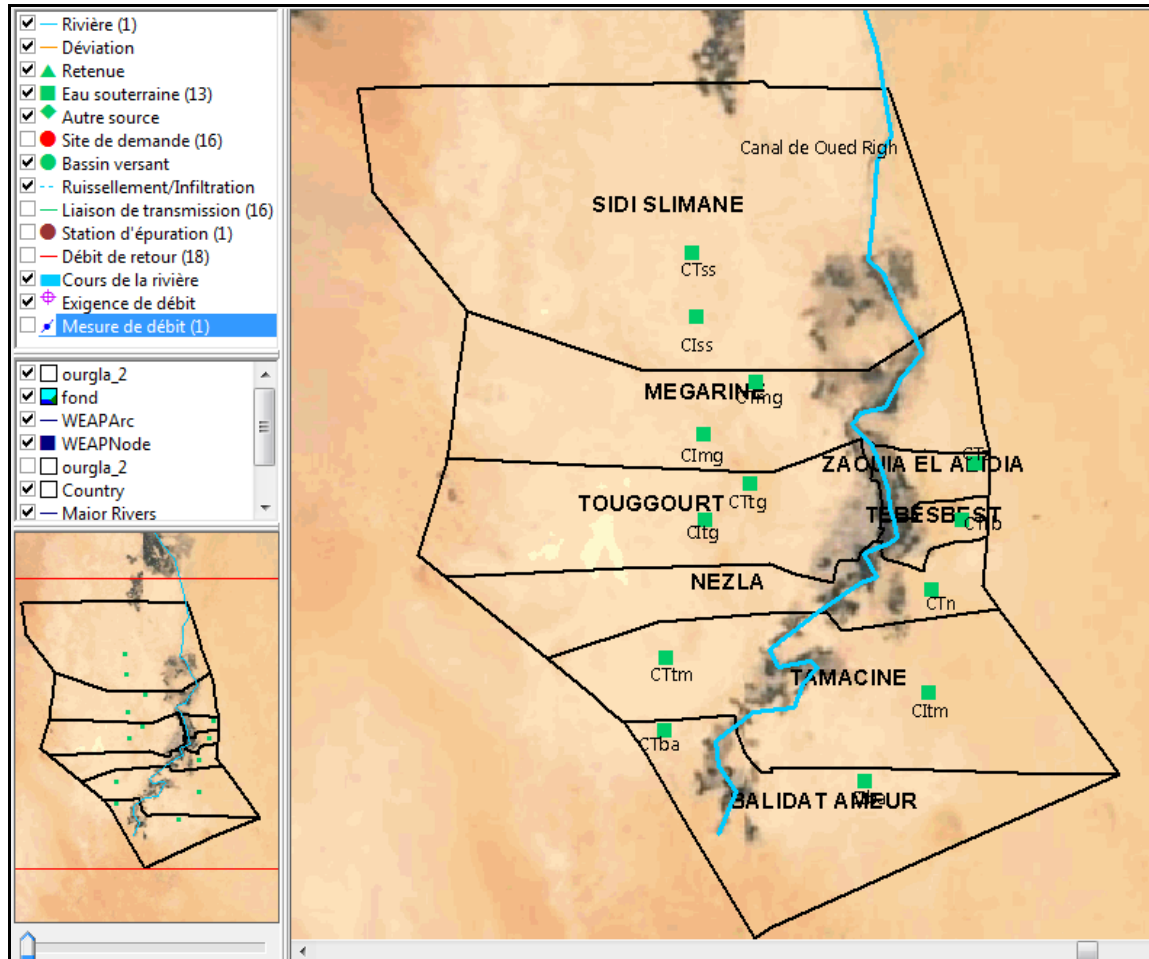 Rivière (1)
Déviation
Retenue
Eau souterraine (13)
Autre source
Site de demande (16)
Bassin versant
Ruissellement/Infiltration
Liaison de transmission (16)
Station d'épuration (1)
Débit de retour (18)
Cours de la rivière
Exigence de débit
Mesure de débit (1)
ourgla_2
fond
WEAPArc
WEAPNode
ourgla_2
Country
Major Rivers
Canal de Oued Righ
SIDI SLIMANE
CTss
CIss
MEGARINE
CTmg
CImg
ZAOUIA EL ABIDIA
TOUGGOURT
CTtg
CItg
TEBESBEST
NEZLA
CTn
CTtm
TAMACINE
CItm
CTba
BALIDAT AMEUR